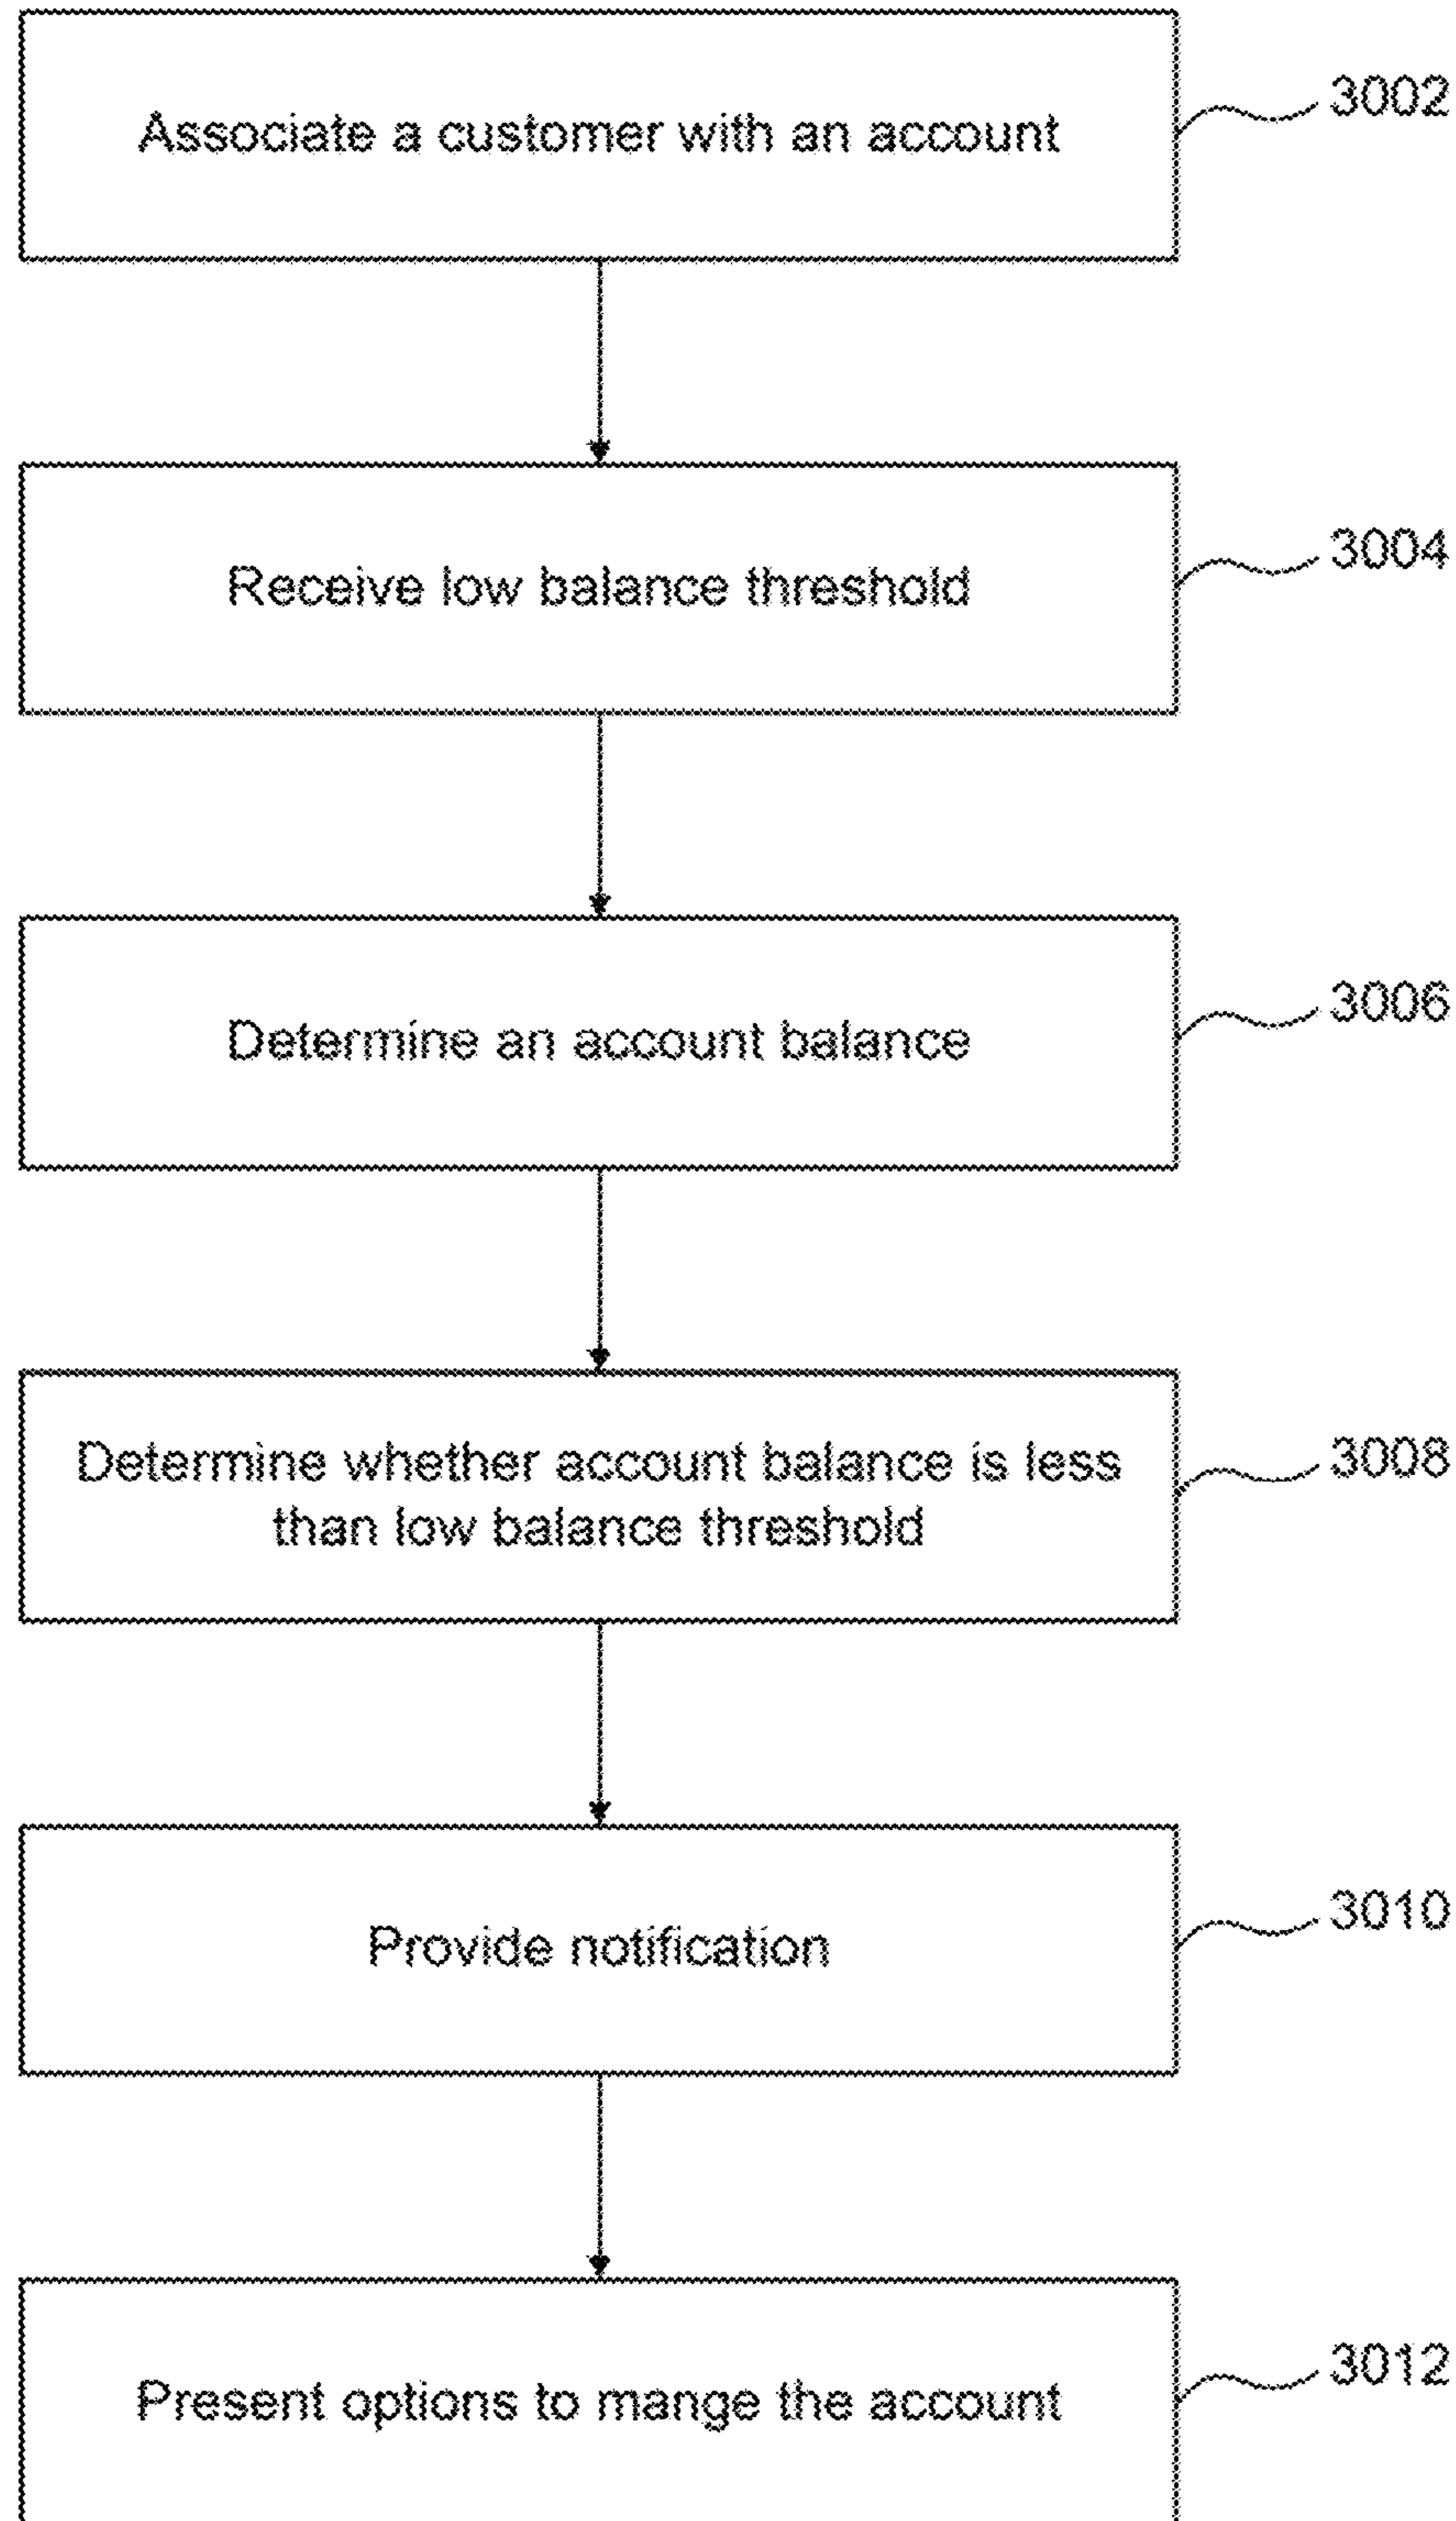 Associate a customer with an account
3002
Receive low balance threshold
3004
Determine an account balance
3006
Determine whether account balance is less
than low balance threshold
3008
Provide notification
3010
Present options to mange the account
3012